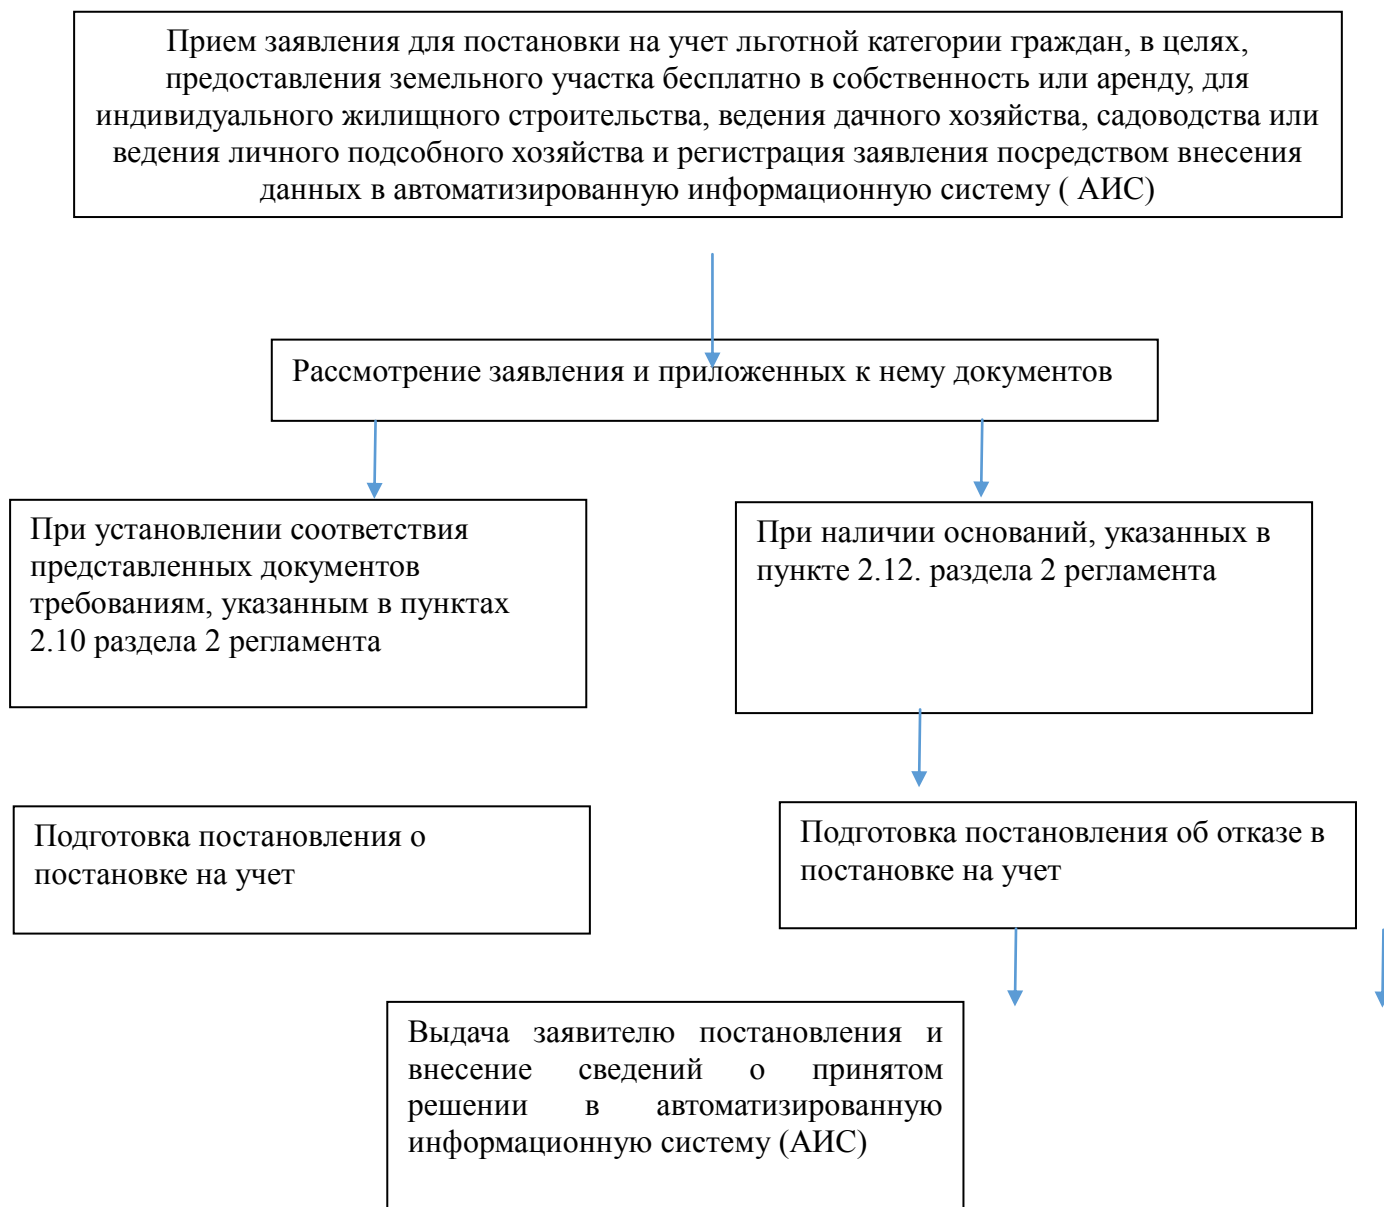 Прием заявления для постановки на учет льготной категории граждан, в целях,
предоставления земельного участка бесплатно в собственность или аренду, для
индивидуального жилищного строительства, ведения дачного хозяйства, садоводства или
ведения личного подсобного хозяйства и регистрация заявления посредством внесения
данных в автоматизированную информационную систему ( АИС)
Рассмотрение заявления и приложенных к нему документов
При установлении соответствия
представленных документов
требованиям, указанным в пунктах
2.10 раздела 2 регламента
При наличии оснований, указанных в
пункте 2.12. раздела 2 регламента
Подготовка постановления о
постановке на учет
Подготовка постановления об отказе в
постановке на учет
Выдача заявителю постановления и
внесение сведений о принятом
решении в автоматизированную
информационную систему (АИС)